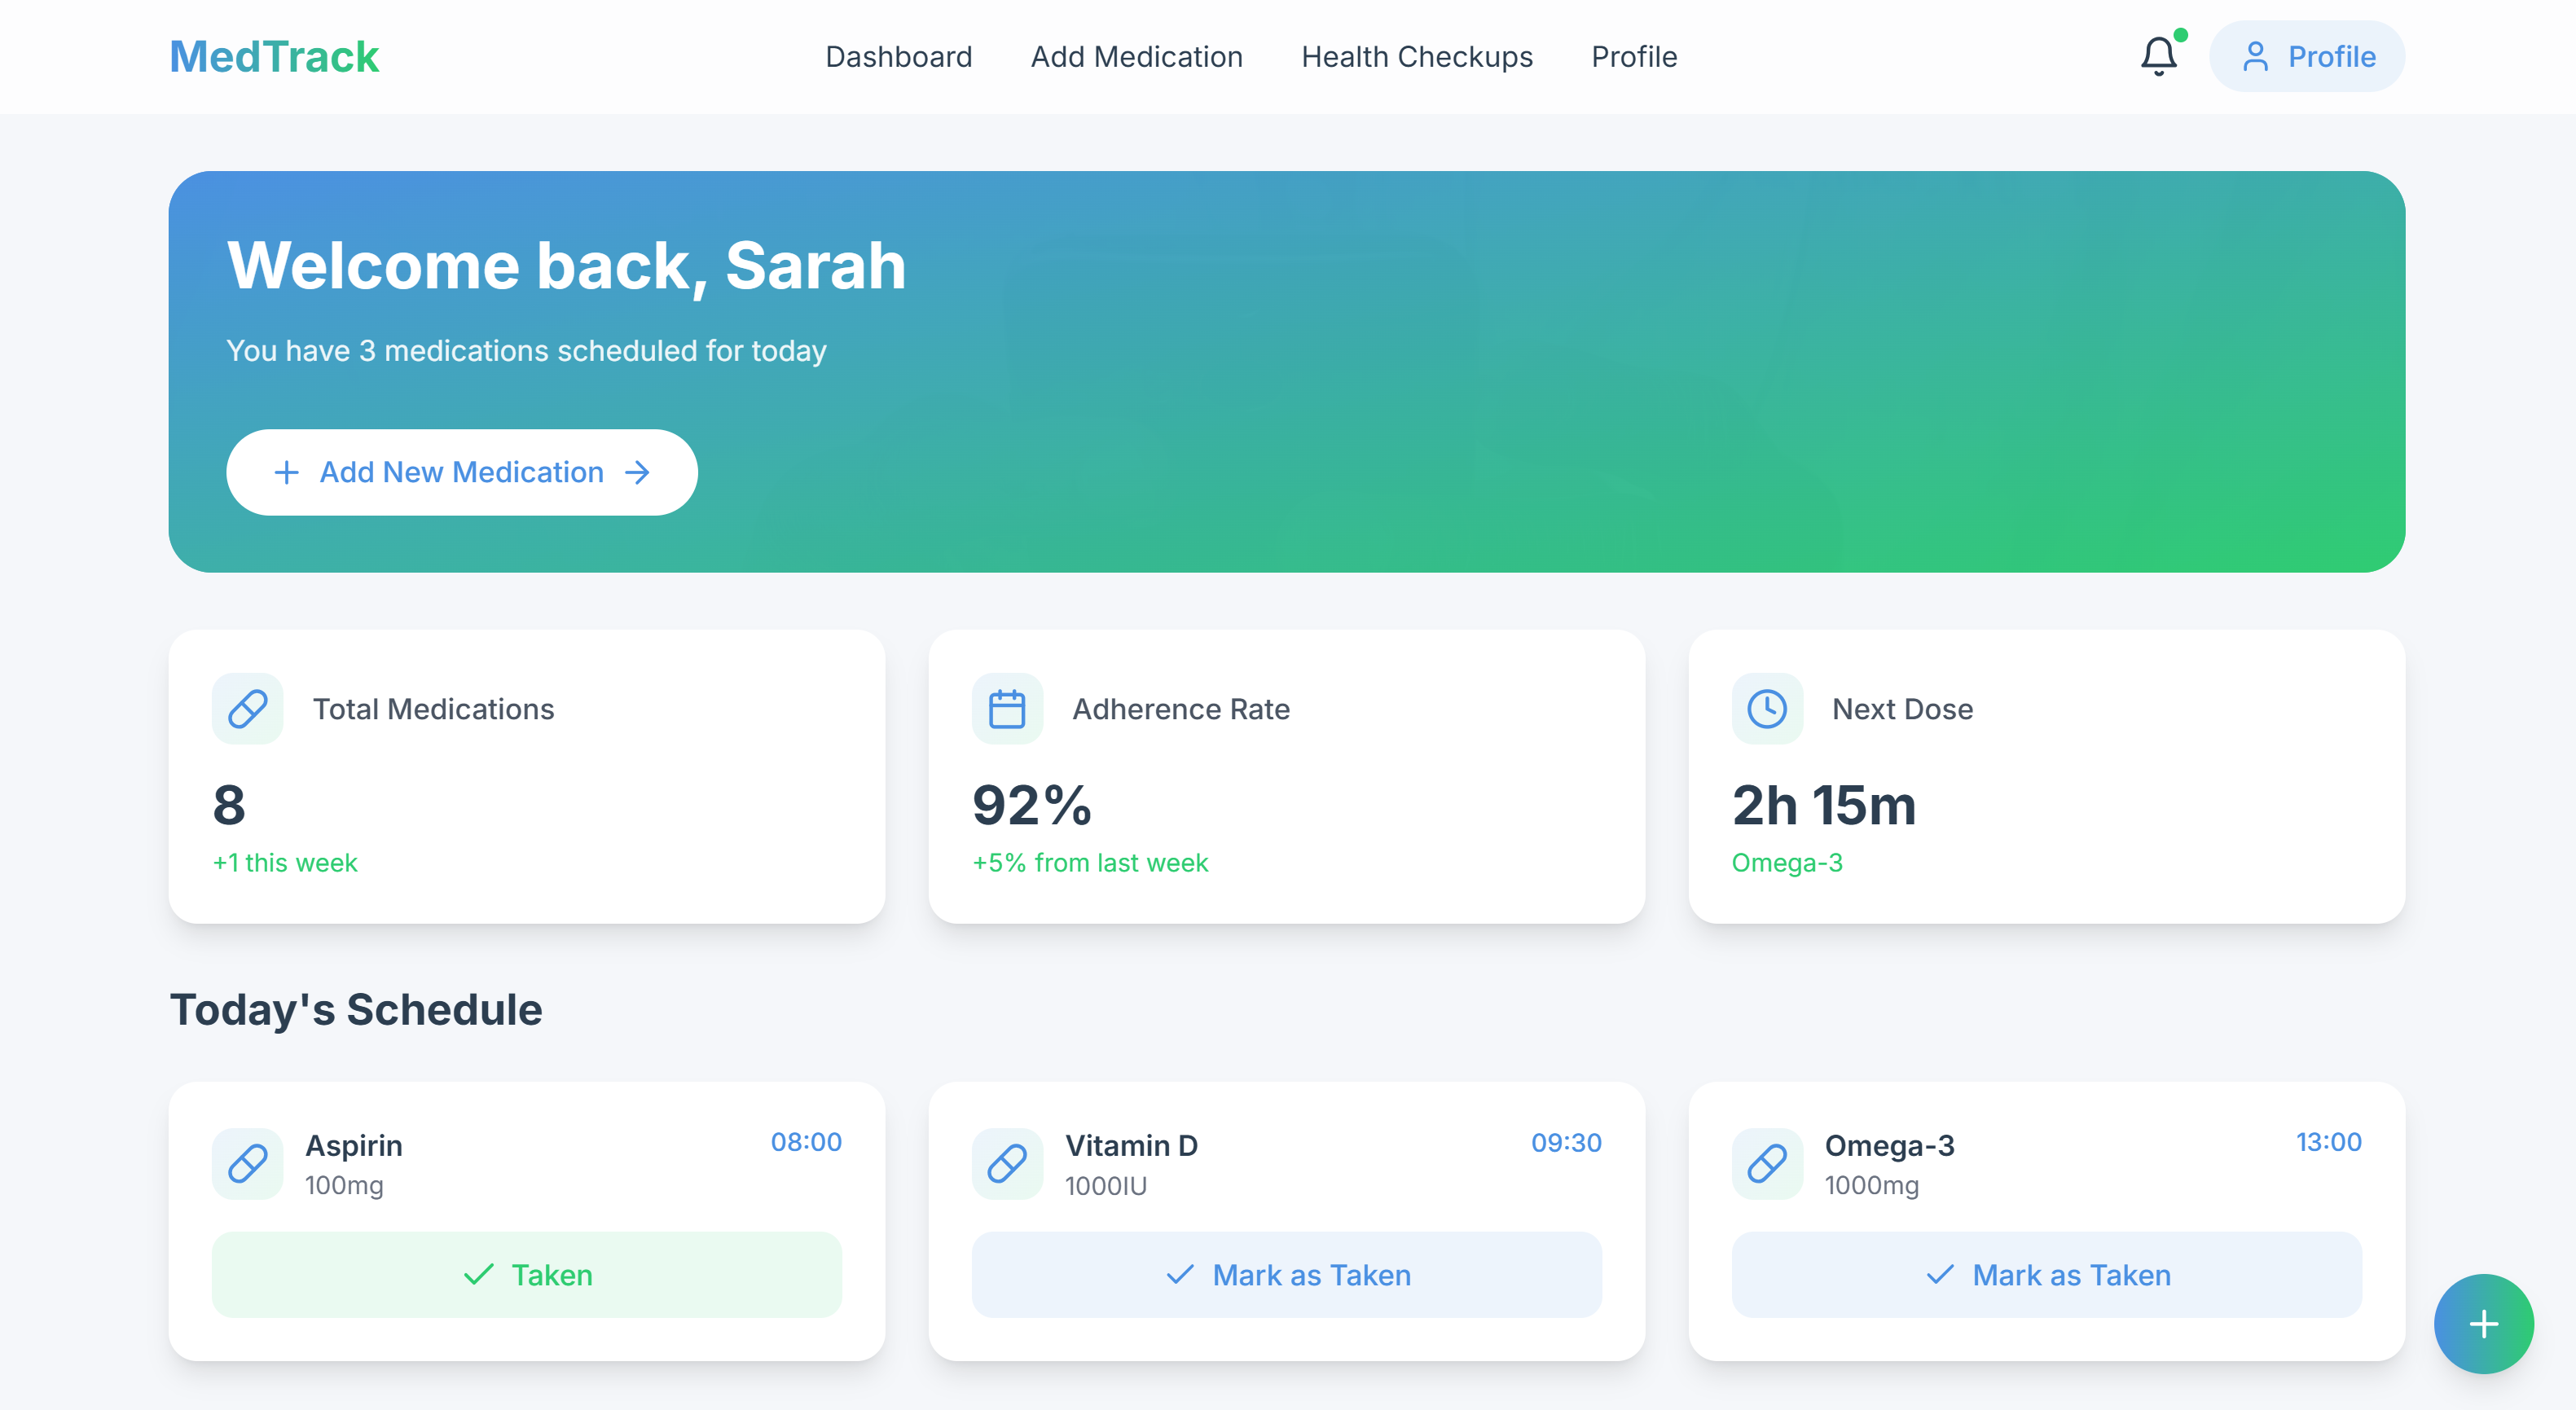 MedTrack
Dashboard
Add Medication
Health Checkups
Profile
Profile
Welcome back, Sarah
You have 3 medications scheduled for today
Add New Medication
Total Medications
8
+1 this week
Adherence Rate
92%
+5% from last week
Next Dose
2h 15m
Omega-3
Today's Schedule
Aspirin
100mg
08:00
Taken
Vitamin D
1000IU
09:30
Mark as Taken
Omega-3
1000mg
13:00
Mark as Taken